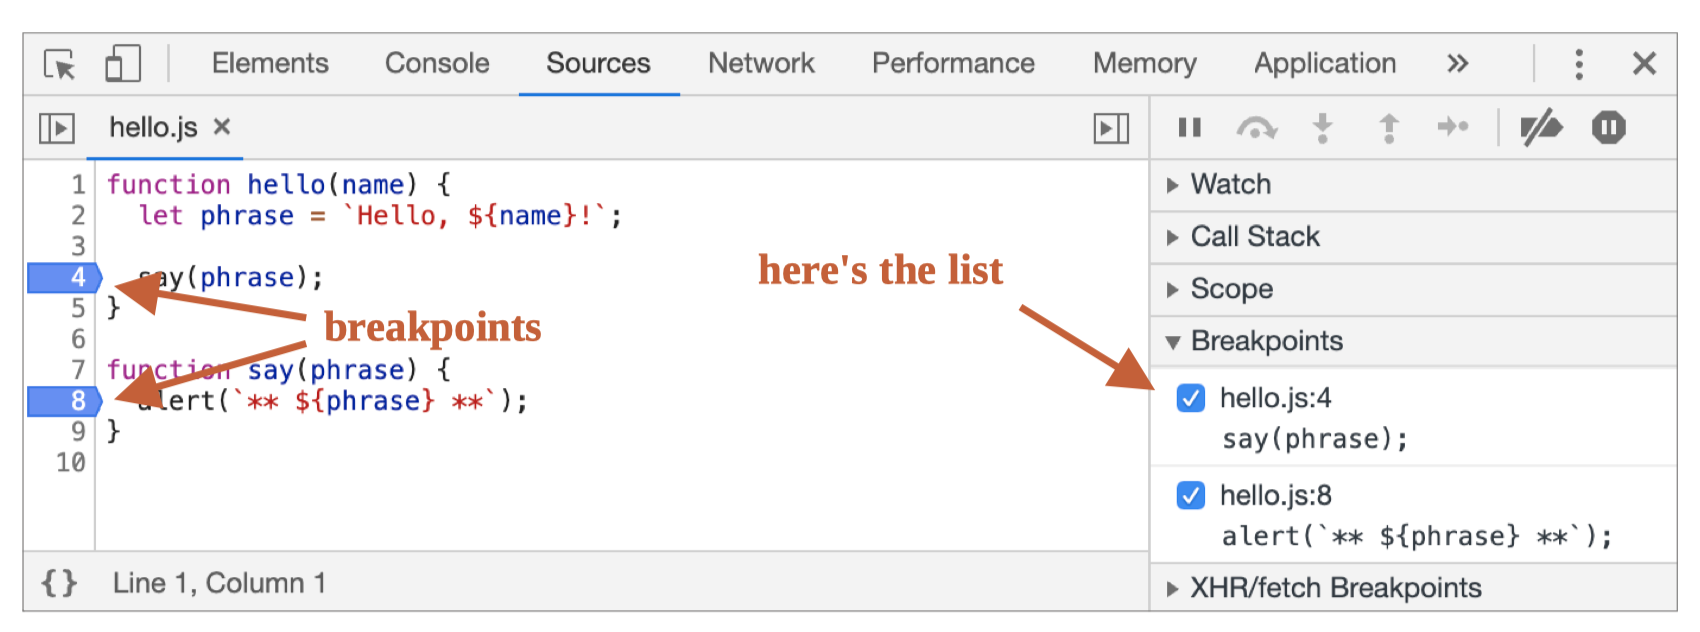 Elements Console Sources Network Performance Memory Application »
hello.js ×
1 function hello(name) {
2   let phrase = `Hello, ${name}!`;
3
4   say(phrase);
5 }
6
7 function say(phrase) {
8   alert(`** ${phrase} **`);
9 }
10
breakpoints
here's the list
Watch
Call Stack
Scope
Breakpoints
hello.js:4
say(phrase);
hello.js:8
alert(`** ${phrase} **`);
XHR/fetch Breakpoints
{} Line 1, Column 1